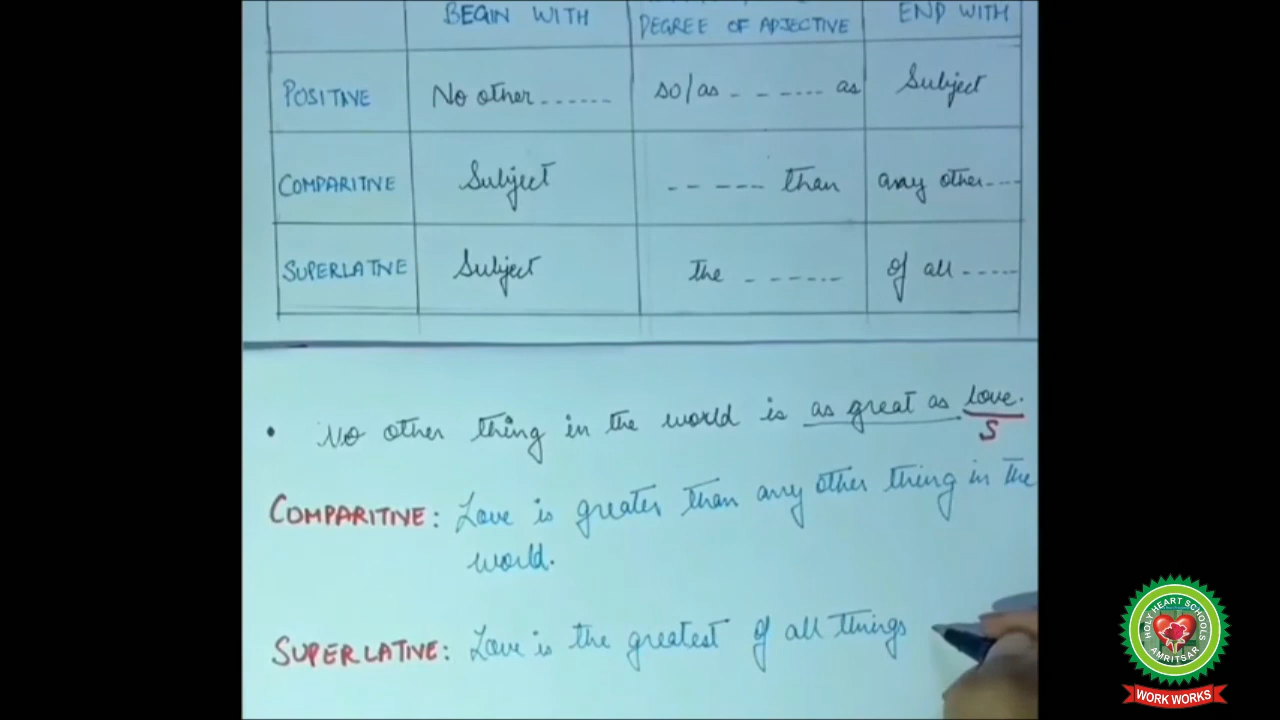 BEGIN WITH
DEGREE OF ADJECTIVE
END WITH
POSITIVE
No other ......
so/as - - ---- as
Subject
COMPARITIVE
Subject
- - - - - than
any other ----
SUPERLATIVE
Subject
the - ------
of all -----
• No other thing in the world is as great as love.
S
COMPARITIVE: Love is greater than any other thing in the
world.
SUPERLATIVE: Love is the greatest of all things
HOLY HEART SCHOOLS
AMRITSAR
WORK WORKS